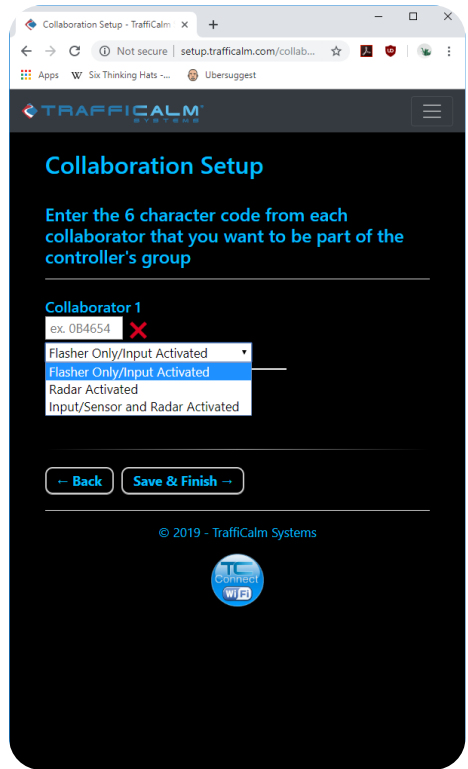 Collaboration Setup - TraffiCalm
Not secure | setup.trafficalm.com/collab...
Apps W Six Thinking Hats -... Ubersuggest
TRAFFICALM
SYSTEMS
Collaboration Setup
Enter the 6 character code from each
collaborator that you want to be part of the
controller's group
Collaborator 1
ex. 0B4654
Flasher Only/Input Activated
Flasher Only/Input Activated
Radar Activated
Input/Sensor and Radar Activated
← Back Save & Finish →
© 2019 - TraffiCalm Systems
TC
Connect
WiFi